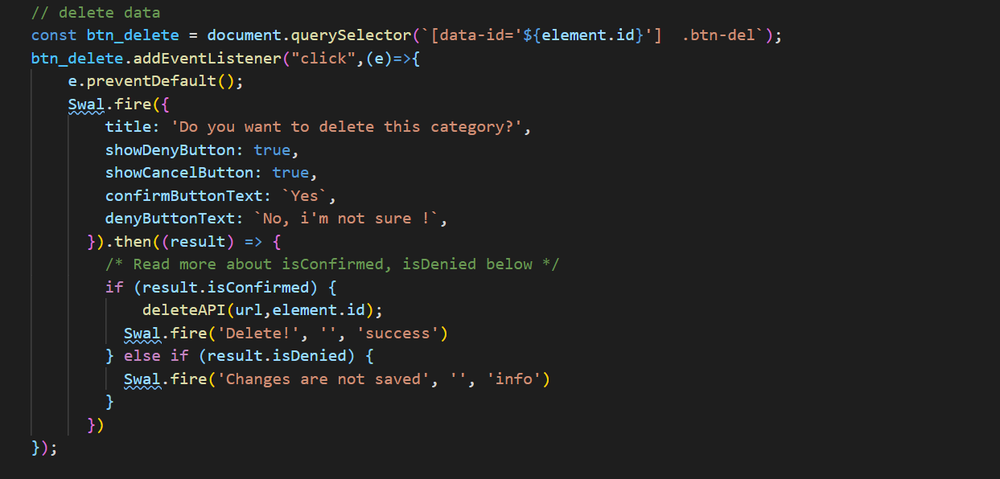 // delete data
const btn_delete = document.querySelector(`[data-id='${element.id}']  .btn-del`);
btn_delete.addEventListener("click",(e)=>{
    e.preventDefault();
    Swal.fire({
        title: 'Do you want to delete this category?',
        showDenyButton: true,
        showCancelButton: true,
        confirmButtonText: `Yes`,
        denyButtonText: `No, i'm not sure !`,
      }).then((result) => {
        /* Read more about isConfirmed, isDenied below */
        if (result.isConfirmed) {
            deleteAPI(url,element.id);
          Swal.fire('Delete!', '', 'success')
        } else if (result.isDenied) {
          Swal.fire('Changes are not saved', '', 'info')
        }
      })
});